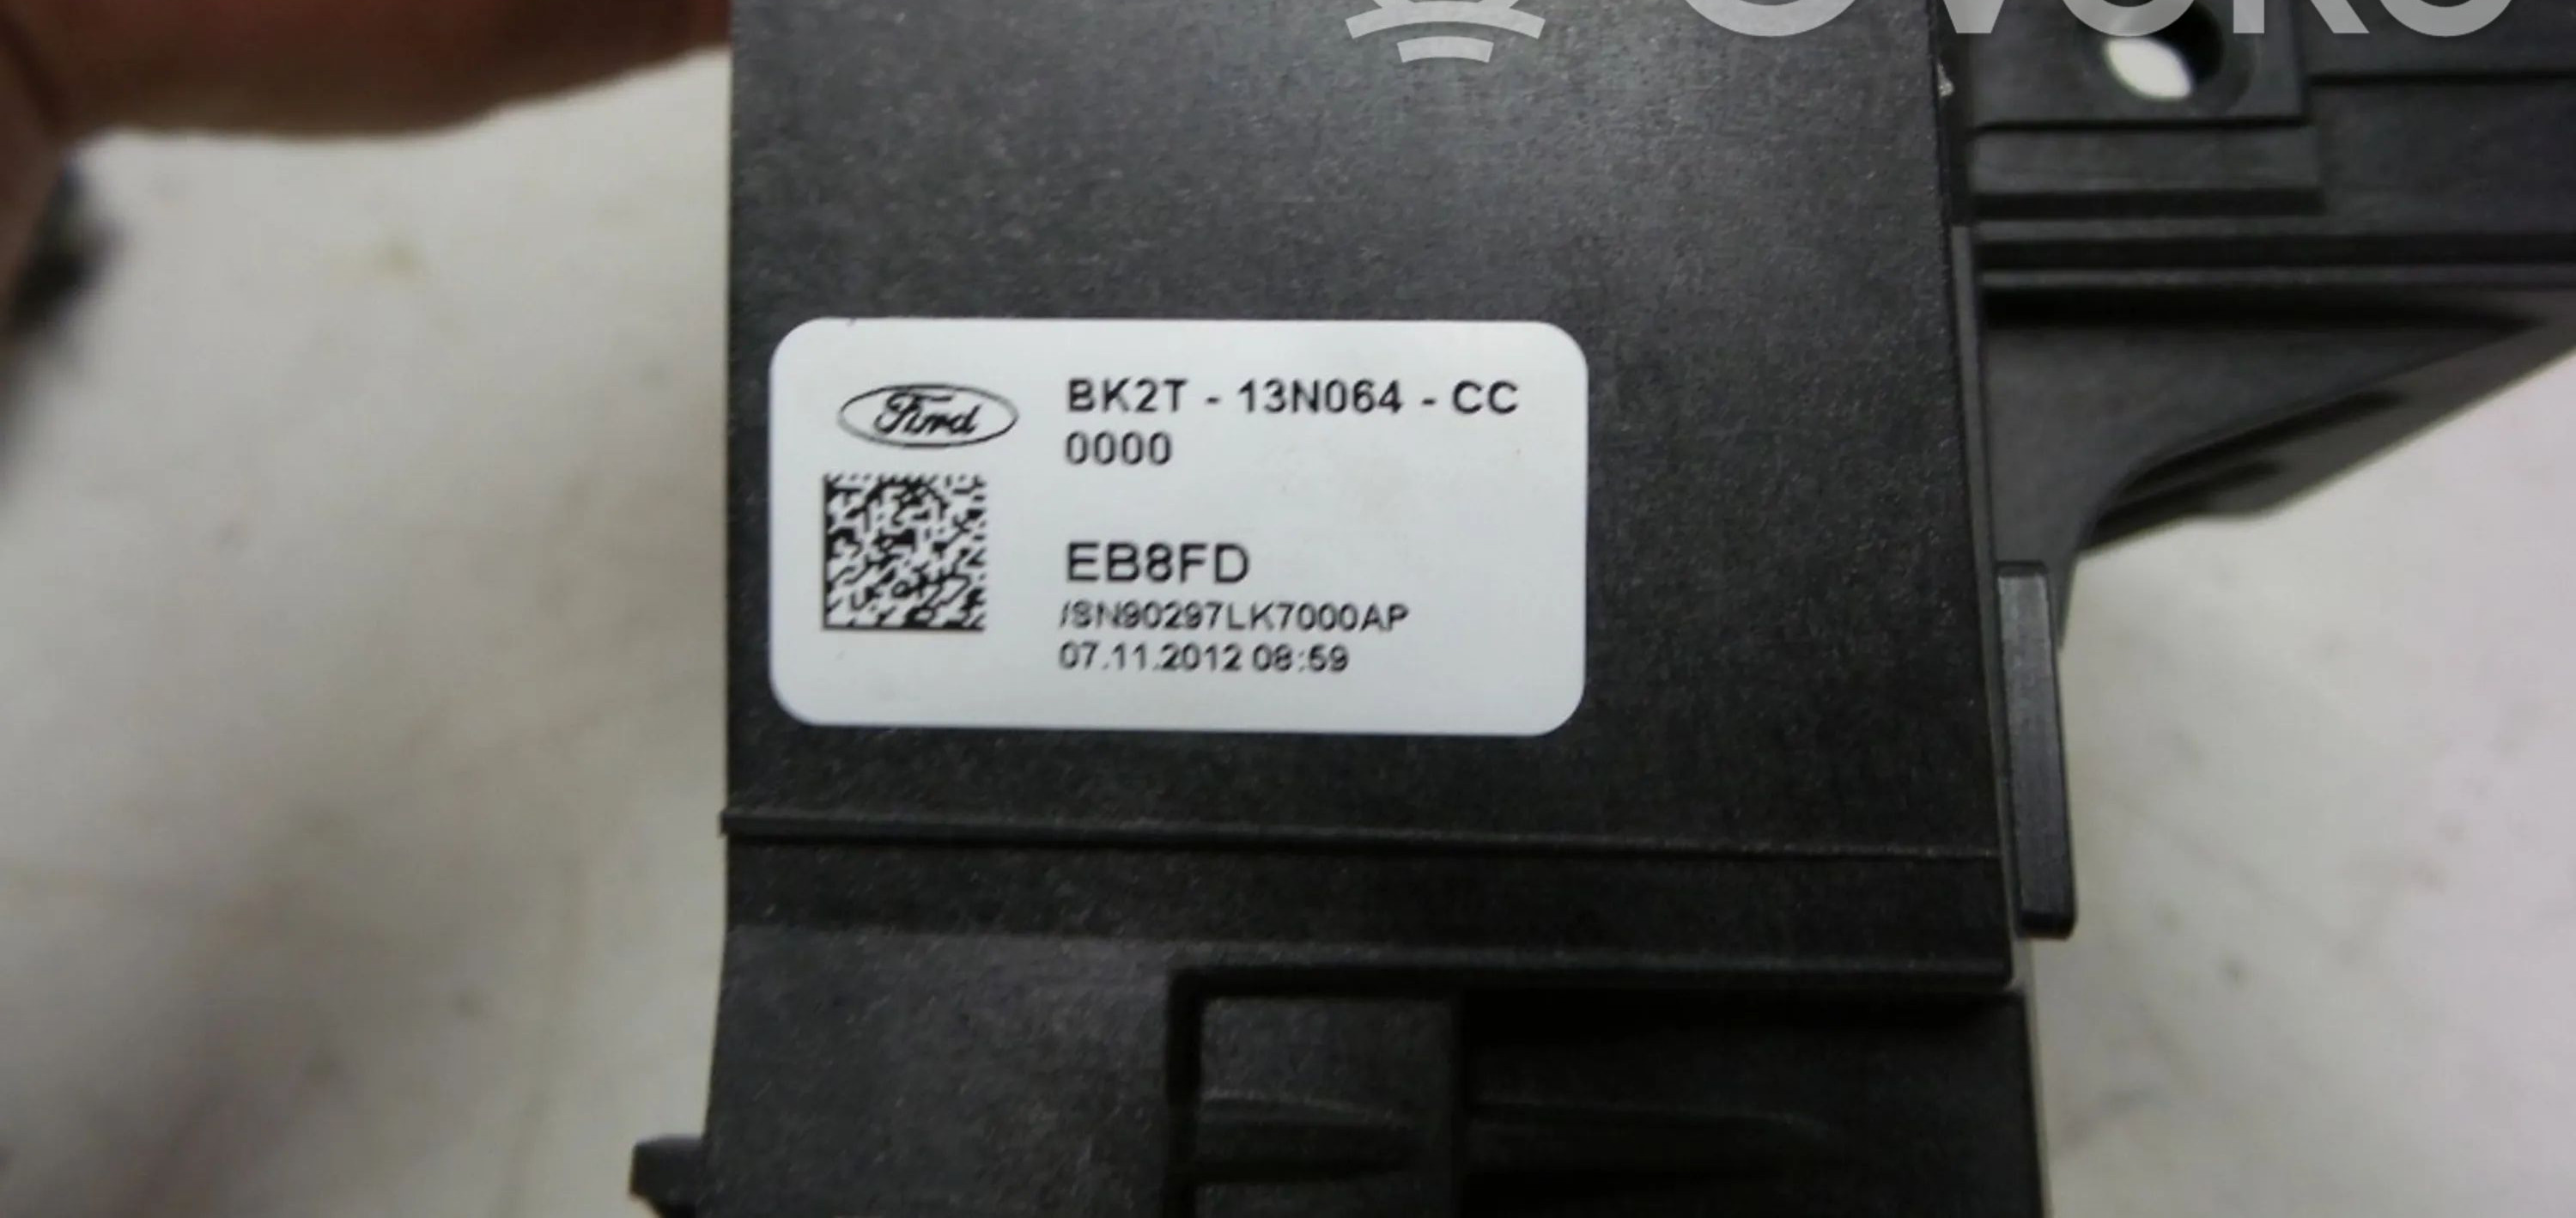 Ford
BK2T - 13N064 - CC
0000
EB8FD
/SN90297LK7000AP
07.11.2012 08:59